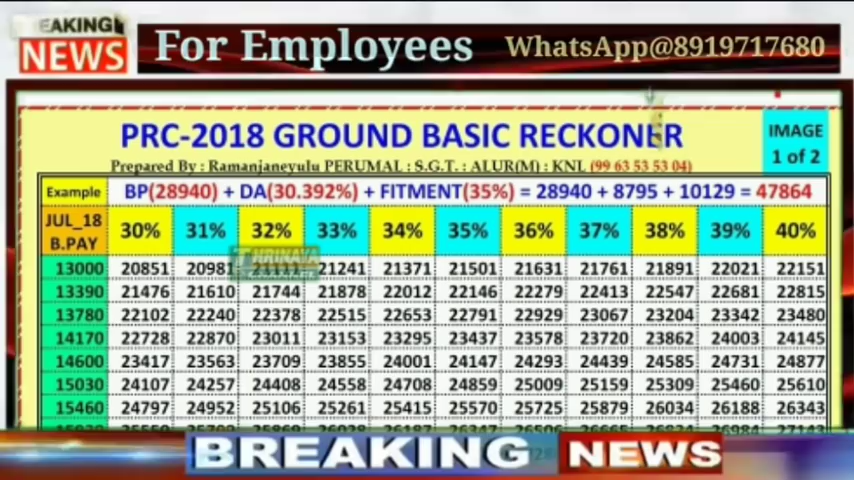 BREAKING
NEWS
For Employees WhatsApp@8919717680
PRC-2018 GROUND BASIC RECKONER
IMAGE
1 of 2
Prepared By : Ramanjaneyulu PERUMAL : S.G.T. : ALUR(M) : KNL (99 63 53 53 04)
Example BP(28940) + DA(30.392%) + FITMENT(35%) = 28940 + 8795 + 10129 = 47864
JUL_18
B.PAY
30% 31% 32% 33% 34% 35% 36% 37% 38% 39% 40%
13000 20851 20981 21111 21241 21371 21501 21631 21761 21891 22021 22151
13390 21476 21610 21744 21878 22012 22146 22279 22413 22547 22681 22815
13780 22102 22240 22378 22515 22653 22791 22929 23067 23204 23342 23480
14170 22728 22870 23011 23153 23295 23437 23578 23720 23862 24003 24145
14600 23417 23563 23709 23855 24001 24147 24293 24439 24585 24731 24877
15030 24107 24257 24408 24558 24708 24859 25009 25159 25309 25460 25610
15460 24797 24952 25106 25261 25415 25570 25725 25879 26034 26188 26343
BREAKING NEWS